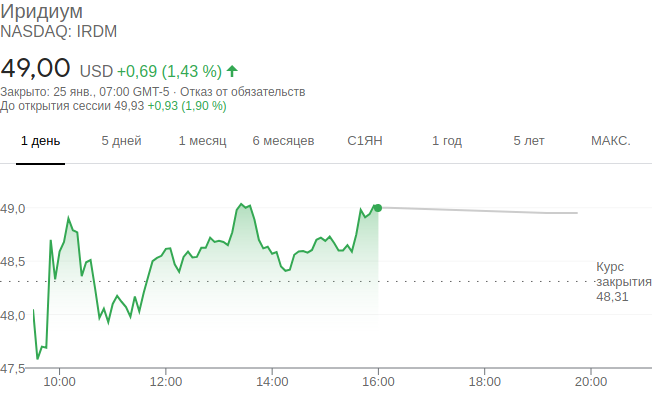 Иридиум
NASDAQ: IRDM
49,00 USD +0,69 (1,43 %)
Закрыто: 25 янв., 07:00 GMT-5 · Отказ от обязательств
До открытия сессии 49,93 +0,93 (1,90 %)
1 день 5 дней 1 месяц 6 месяцев С1ЯН 1 год 5 лет МАКС.
49,0
48,5
48,0
47,5
Курс
закрытия
48,31
10:00 12:00 14:00 16:00 18:00 20:00